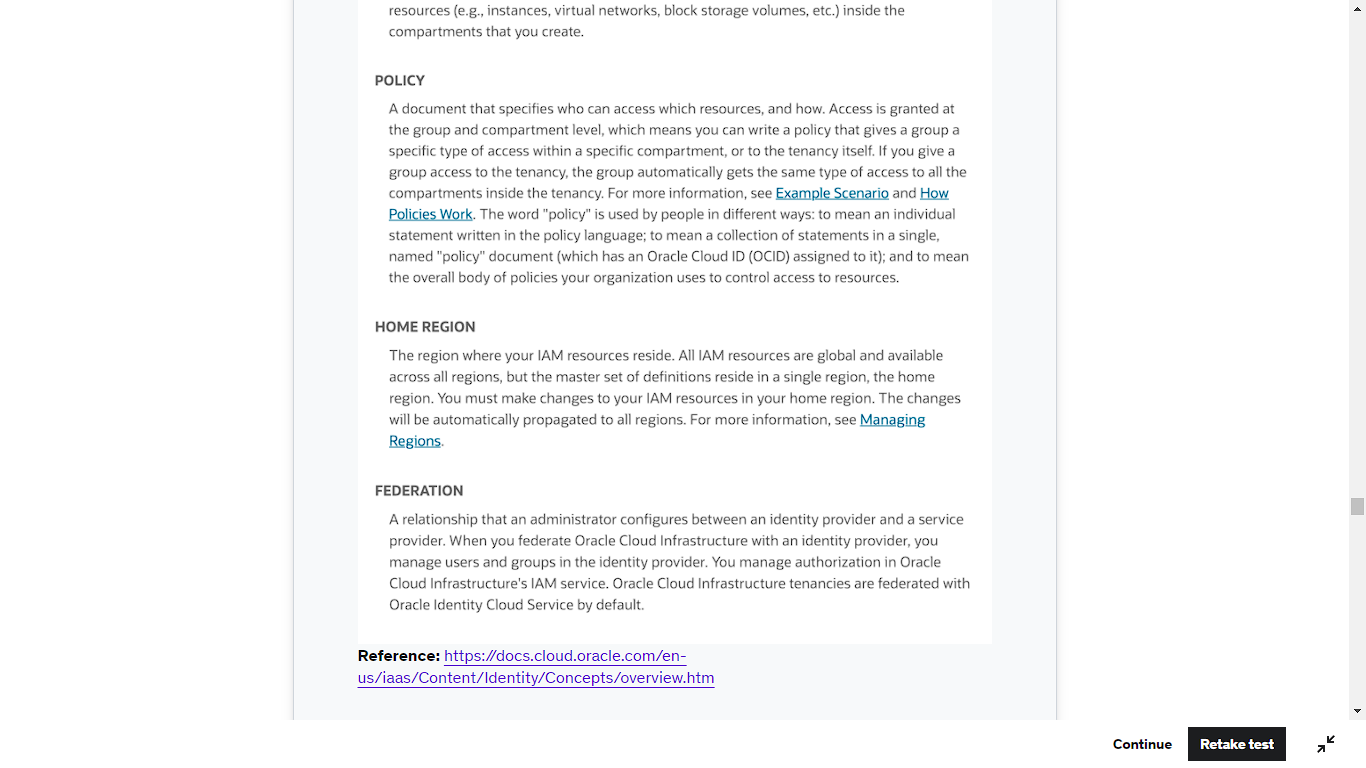 resources (e.g., instances, virtual networks, block storage volumes, etc.) inside the
compartments that you create.
POLICY
A document that specifies who can access which resources, and how. Access is granted at
the group and compartment level, which means you can write a policy that gives a group a
specific type of access within a specific compartment, or to the tenancy itself. If you give a
group access to the tenancy, the group automatically gets the same type of access to all the
compartments inside the tenancy. For more information, see Example Scenario and How
Policies Work. The word "policy" is used by people in different ways: to mean an individual
statement written in the policy language; to mean a collection of statements in a single,
named "policy" document (which has an Oracle Cloud ID (OCID) assigned to it); and to mean
the overall body of policies your organization uses to control access to resources.
HOME REGION
The region where your IAM resources reside. All IAM resources are global and available
across all regions, but the master set of definitions reside in a single region, the home
region. You must make changes to your IAM resources in your home region. The changes
will be automatically propagated to all regions. For more information, see Managing
Regions.
FEDERATION
A relationship that an administrator configures between an identity provider and a service
provider. When you federate Oracle Cloud Infrastructure with an identity provider, you
manage users and groups in the identity provider. You manage authorization in Oracle
Cloud Infrastructure's IAM service. Oracle Cloud Infrastructure tenancies are federated with
Oracle Identity Cloud Service by default.
Reference: https://docs.cloud.oracle.com/en-
us/iaas/Content/Identity/Concepts/overview.htm
Continue Retake test